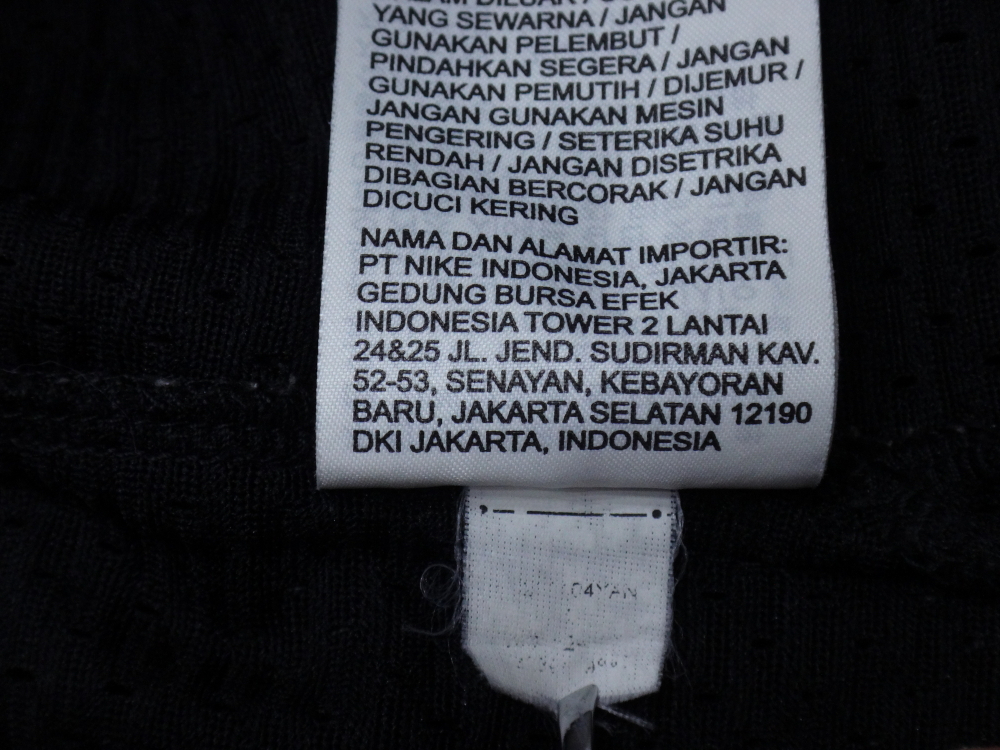 YANG SEWARNA / JANGAN
GUNAKAN PELEMBUT /
PINDAHKAN SEGERA / JANGAN
GUNAKAN PEMUTIH / DIJEMUR /
JANGAN GUNAKAN MESIN
PENGERING / SETERIKA SUHU
RENDAH / JANGAN DISETRIKA
DIBAGIAN BERCORAK / JANGAN
DICUCI KERING
NAMA DAN ALAMAT IMPORTIR:
PT NIKE INDONESIA, JAKARTA
GEDUNG BURSA EFEK
INDONESIA TOWER 2 LANTAI
24&25 JL. JEND. SUDIRMAN KAV.
52-53, SENAYAN, KEBAYORAN
BARU, JAKARTA SELATAN 12190
DKI JAKARTA, INDONESIA
04YAN